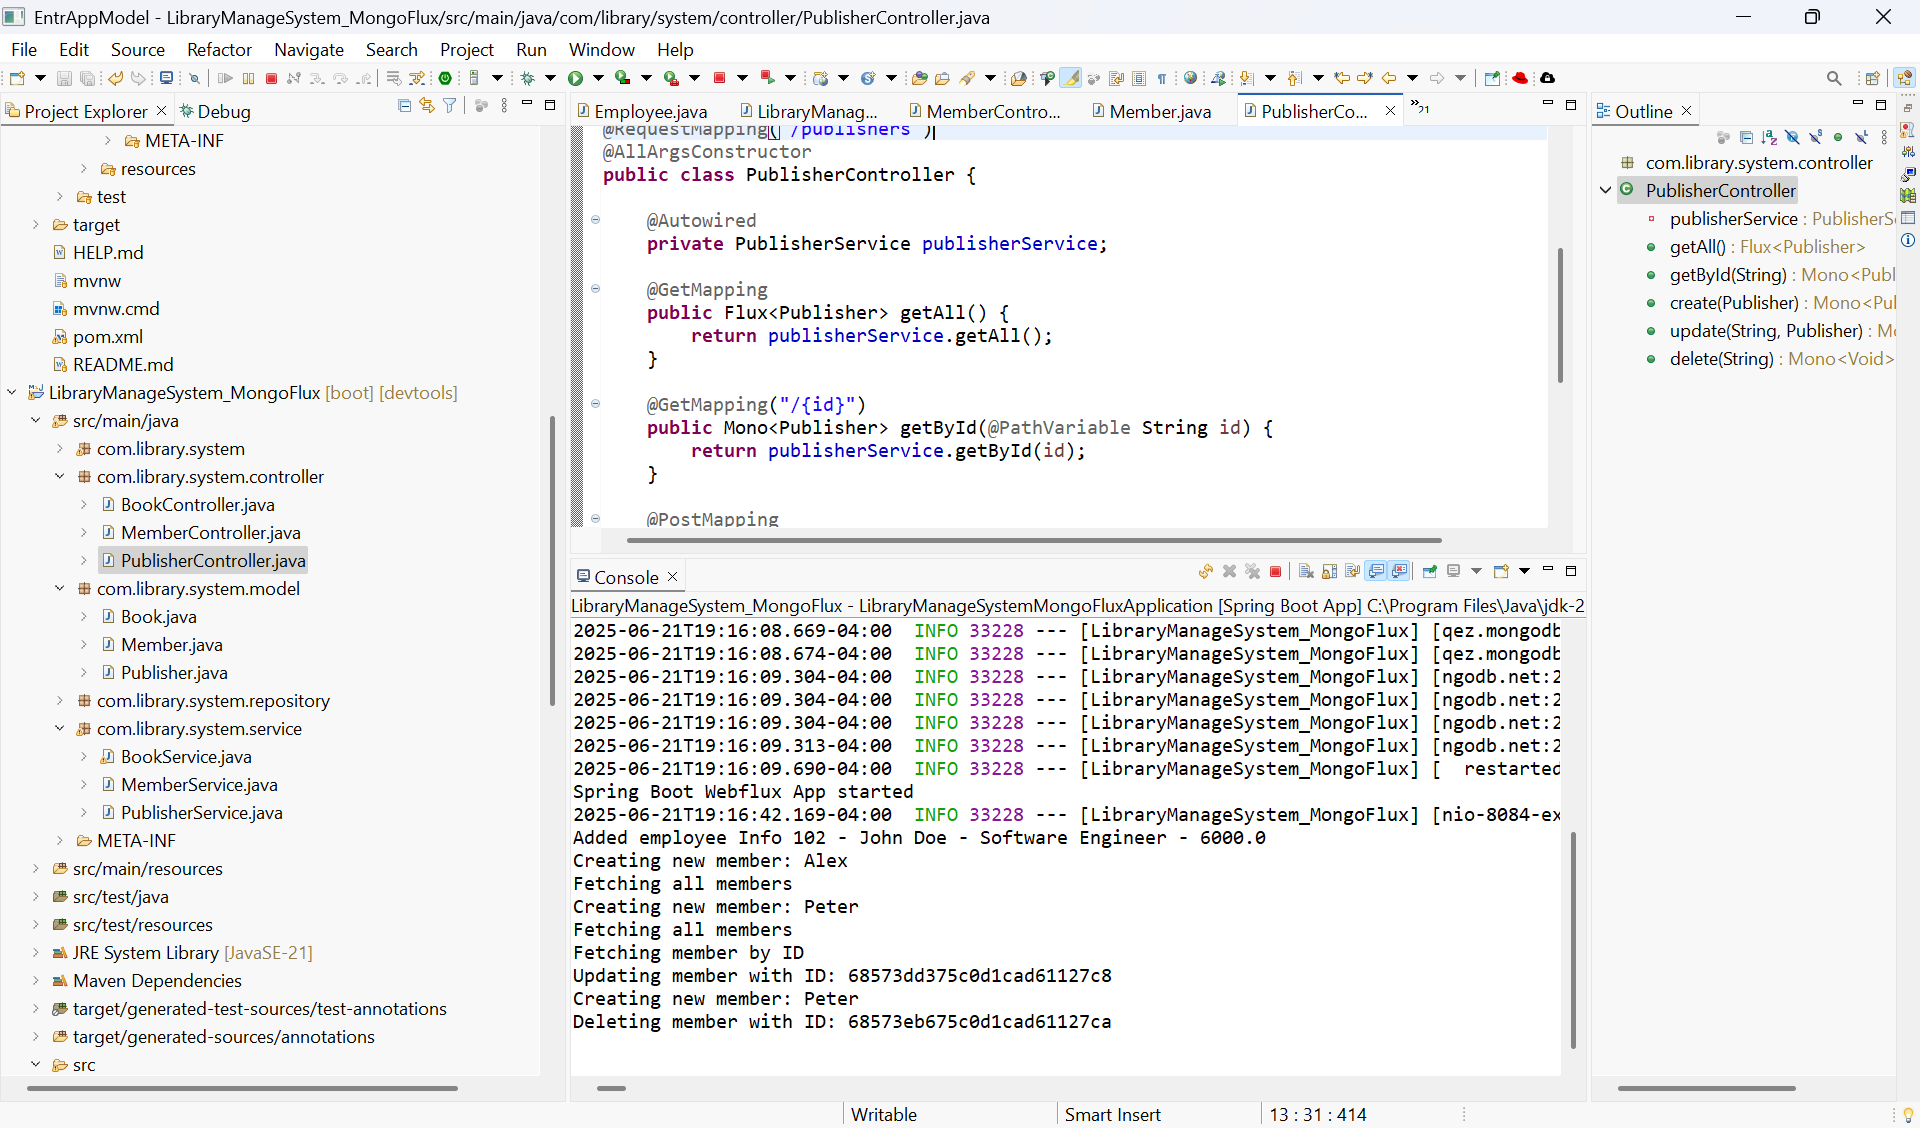 EntrAppModel - LibraryManageSystem_MongoFlux/src/main/java/com/library/system/controller/PublisherController.java
File Edit Source Refactor Navigate Search Project Run Window Help
Project Explorer
Debug
META-INF
resources
test
target
HELP.md
mvnw
mvnw.cmd
pom.xml
README.md
LibraryManageSystem_MongoFlux [boot] [devtools]
src/main/java
com.library.system
com.library.system.controller
BookController.java
MemberController.java
PublisherController.java
com.library.system.model
Book.java
Member.java
Publisher.java
com.library.system.repository
com.library.system.service
BookService.java
MemberService.java
PublisherService.java
META-INF
src/main/resources
src/test/java
src/test/resources
JRE System Library [JavaSE-21]
Maven Dependencies
target/generated-test-sources/test-annotations
target/generated-sources/annotations
src
Employee.java
LibraryManag...
MemberContro...
Member.java
PublisherCo...
»21
@RequestMapping("/publishers")
@AllArgsConstructor
public class PublisherController {
@Autowired
private PublisherService publisherService;
@GetMapping
public Flux<Publisher> getAll() {
return publisherService.getAll();
}
@GetMapping("/{id}")
public Mono<Publisher> getById(@PathVariable String id) {
return publisherService.getById(id);
}
@PostMapping
Console
LibraryManageSystem_MongoFlux - LibraryManageSystemMongoFluxApplication [Spring Boot App] C:\Program Files\Java\jdk-2
2025-06-21T19:16:08.669-04:00 INFO 33228 --- [LibraryManageSystem_MongoFlux] [qez.mongodb
2025-06-21T19:16:08.674-04:00 INFO 33228 --- [LibraryManageSystem_MongoFlux] [qez.mongodb
2025-06-21T19:16:09.304-04:00 INFO 33228 --- [LibraryManageSystem_MongoFlux] [ngodb.net:2
2025-06-21T19:16:09.304-04:00 INFO 33228 --- [LibraryManageSystem_MongoFlux] [ngodb.net:2
2025-06-21T19:16:09.304-04:00 INFO 33228 --- [LibraryManageSystem_MongoFlux] [ngodb.net:2
2025-06-21T19:16:09.313-04:00 INFO 33228 --- [LibraryManageSystem_MongoFlux] [ngodb.net:2
2025-06-21T19:16:09.690-04:00 INFO 33228 --- [LibraryManageSystem_MongoFlux] [ restarted
Spring Boot Webflux App started
2025-06-21T19:16:42.169-04:00 INFO 33228 --- [LibraryManageSystem_MongoFlux] [nio-8084-ex
Added employee Info 102 - John Doe - Software Engineer - 6000.0
Creating new member: Alex
Fetching all members
Creating new member: Peter
Fetching all members
Fetching member by ID
Updating member with ID: 68573dd375c0d1cad61127c8
Creating new member: Peter
Deleting member with ID: 68573eb675c0d1cad61127ca
Outline
com.library.system.controller
PublisherController
publisherService : PublisherS
getAll() : Flux<Publisher>
getById(String) : Mono<Publ
create(Publisher) : Mono<Pul
update(String, Publisher) : Mo
delete(String) : Mono<Void>
Writable
Smart Insert
13 : 31 : 414